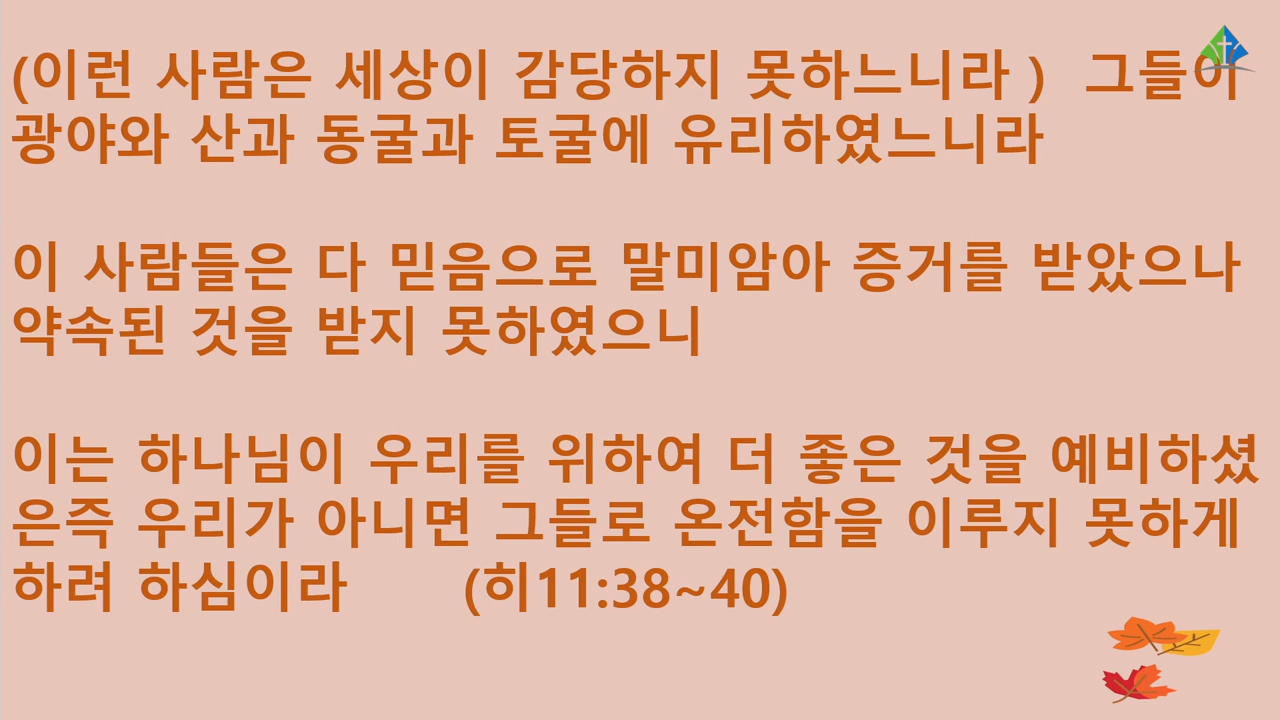 (이런 사람은 세상이 감당하지 못하느니라 ) 그들이
광야와 산과 동굴과 토굴에 유리하였느니라
이 사람들은 다 믿음으로 말미암아 증거를 받았으나
약속된 것을 받지 못하였으니
이는 하나님이 우리를 위하여 더 좋은 것을 예비하셨
은즉 우리가 아니면 그들로 온전함을 이루지 못하게
하려 하심이라 (히11:38~40)